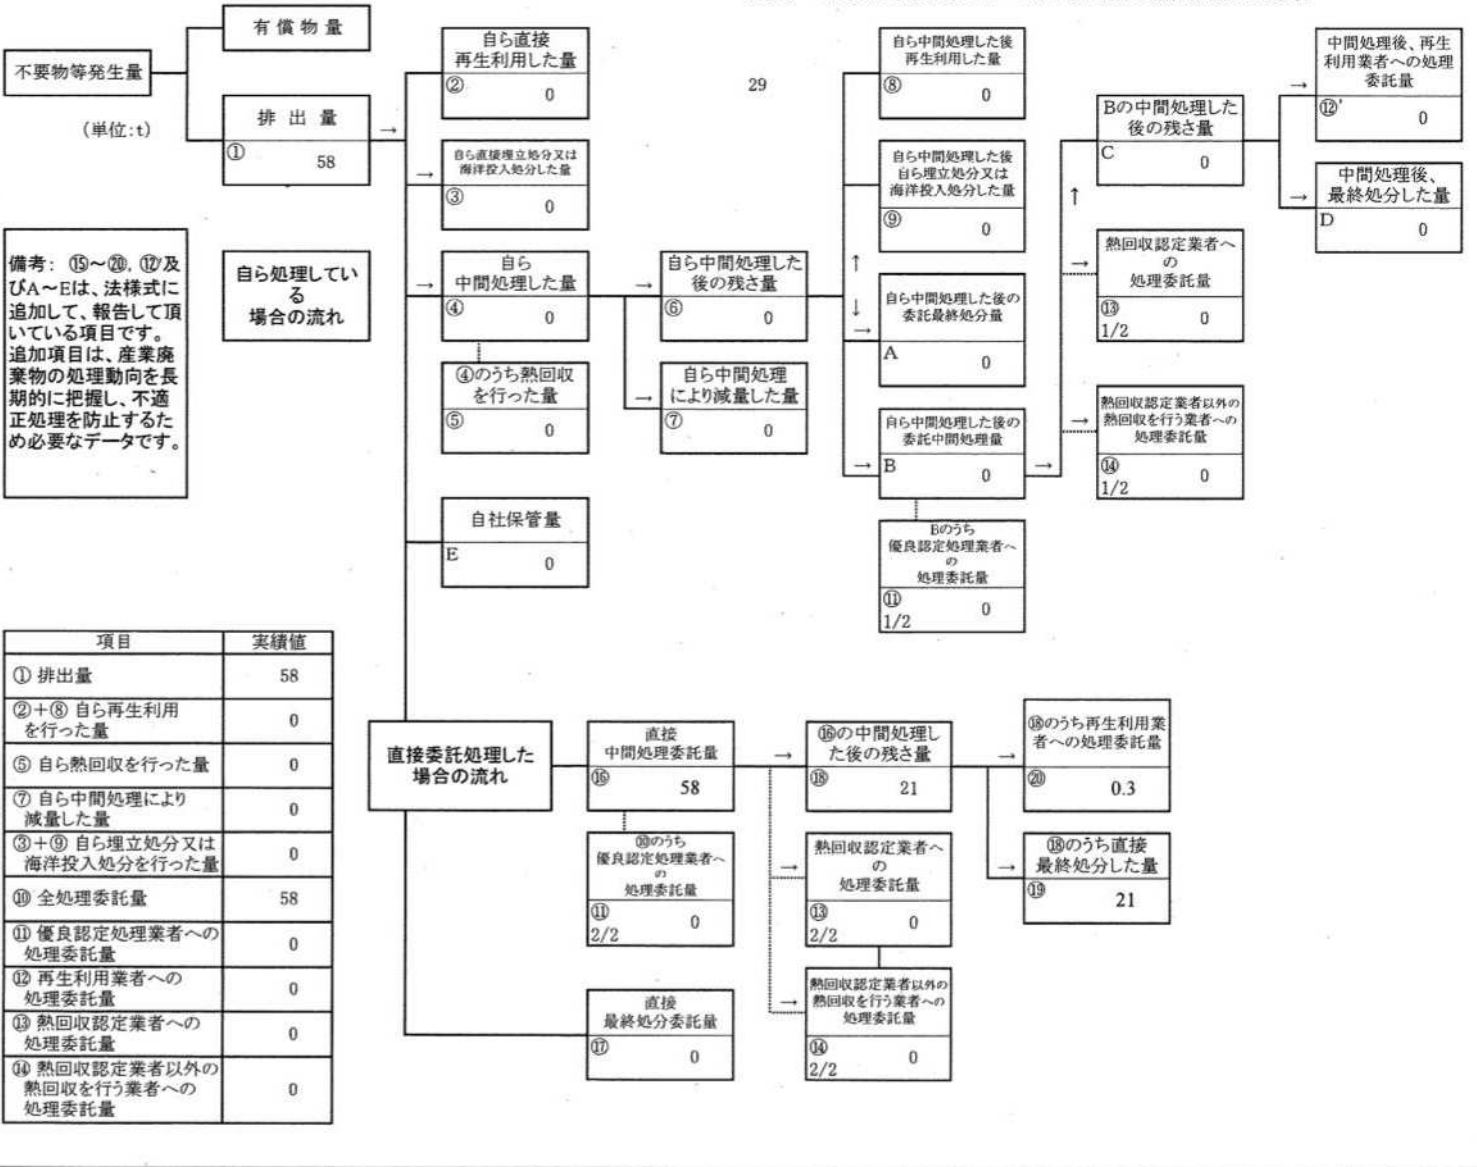 不要物等発生量
(単位:t)
有償物量
排出量
① 58
→
自ら直接
再生利用した量
② 0
→
自ら直接埋立処分又は
海洋投入処分した量
③ 0
備考: ⑮～⑳, ⑫'及
びA～Eは、法様式に
追加して、報告して頂
いている項目です。
追加項目は、産業廃
棄物の処理動向を長
期的に把握し、不適
正処理を防止するた
め必要なデータです。
自ら処理してい
る
場合の流れ
→
自ら
中間処理した量
④ 0
④のうち熱回収
を行った量
⑤ 0
→
自ら中間処理した
後の残さ量
⑥ 0
→
自ら中間処理
により減量した量
⑦ 0
29
自ら中間処理した後
再生利用した量
⑧ 0
自ら中間処理した後
自ら埋立処分又は
海洋投入処分した量
⑨ 0
↑
↓
→
自ら中間処理した後の
委託最終処分量
A 0
→
自ら中間処理した後の
委託中間処理量
B 0
→
Bのうち
優良認定処理業者へ
の
処理委託量
⑪ 0
1/2
↑
Bの中間処理した
後の残さ量
C 0
→
中間処理後、再生
利用業者への処理
委託量
⑫' 0
→
中間処理後、
最終処分した量
D 0
→
熱回収認定業者へ
の
処理委託量
⑬ 0
1/2
→
熱回収認定業者以外の
熱回収を行う業者への
処理委託量
⑭ 0
1/2
自社保管量
E 0
項目 実績値
① 排出量 58
②+⑧ 自ら再生利用
を行った量 0
⑤ 自ら熱回収を行った量 0
⑦ 自ら中間処理により
減量した量 0
③+⑨ 自ら埋立処分又は
海洋投入処分を行った量 0
⑩ 全処理委託量 58
⑪ 優良認定処理業者への
処理委託量 0
⑫ 再生利用業者への
処理委託量 0
⑬ 熱回収認定業者への
処理委託量 0
⑭ 熱回収認定業者以外の
熱回収を行う業者への
処理委託量 0
直接委託処理した
場合の流れ
直接
中間処理委託量
⑯ 58
→
⑩のうち
優良認定処理業者へ
の
処理委託量
⑪ 0
2/2
直接
最終処分委託量
⑰ 0
⑯の中間処理し
た後の残さ量
⑱ 21
→
熱回収認定業者へ
の
処理委託量
⑬ 0
2/2
→
熱回収認定業者以外の
熱回収を行う業者への
処理委託量
⑭ 0
2/2
→
⑱のうち再生利用業
者への処理委託量
⑳ 0.3
→
⑱のうち直接
最終処分した量
⑲ 21